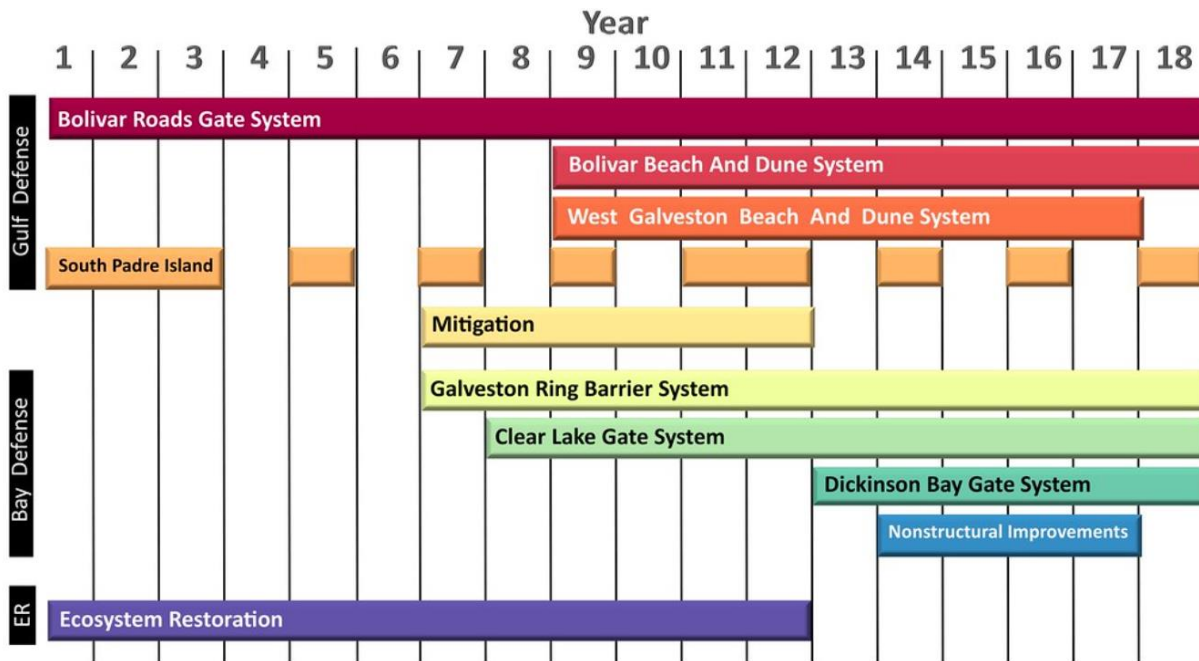 Year
1 2 3 4 5 6 7 8 9 10 11 12 13 14 15 16 17 18
Gulf Defense
Bolivar Roads Gate System
Bolivar Beach And Dune System
West Galveston Beach And Dune System
South Padre Island
Mitigation
Bay Defense
Galveston Ring Barrier System
Clear Lake Gate System
Dickinson Bay Gate System
Nonstructural Improvements
ER
Ecosystem Restoration